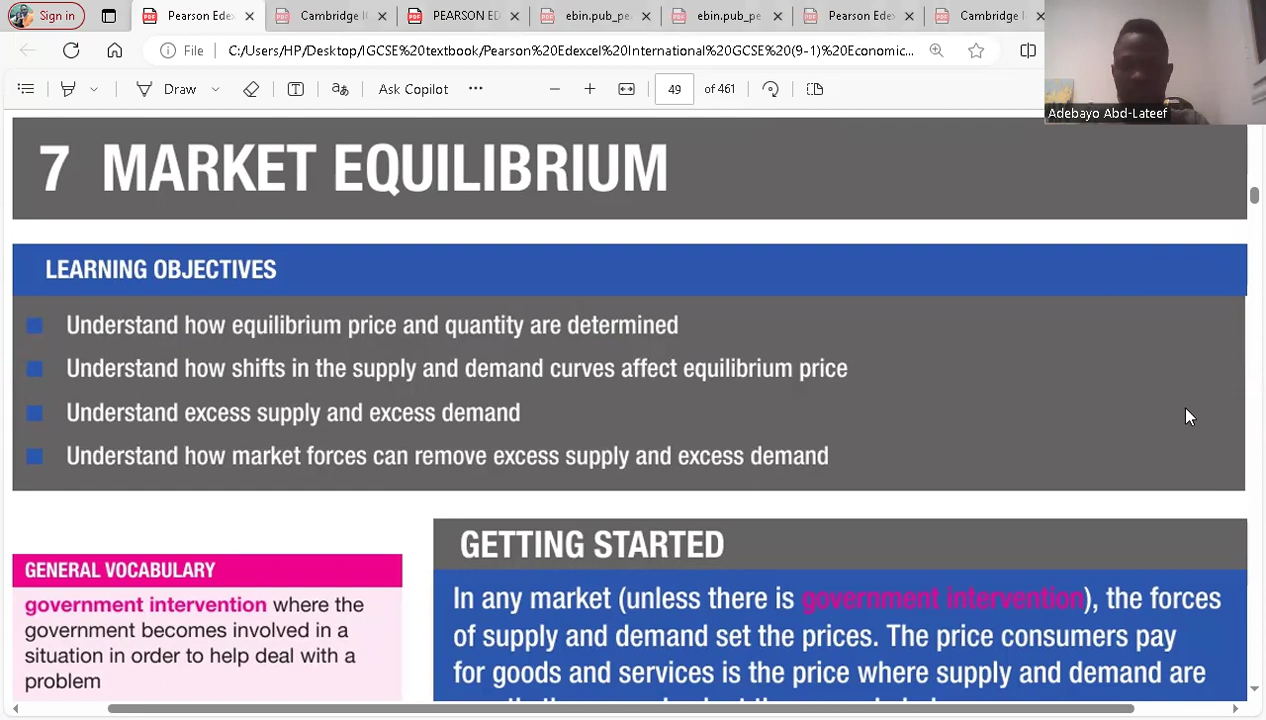 Sign in
Pearson Edex
Cambridge I
PEARSON ED
ebin.pub_pe
ebin.pub_pe
Pearson Edex
Cambridge I
File
C:/Users/HP/Desktop/IGCSE%20textbook/Pearson%20Edexcel%20International%20GCSE%20(9-1)%20Economic...
Draw
Ask Copilot
49
of 461
Adebayo Abd-Lateef
7 MARKET EQUILIBRIUM
LEARNING OBJECTIVES
Understand how equilibrium price and quantity are determined
Understand how shifts in the supply and demand curves affect equilibrium price
Understand excess supply and excess demand
Understand how market forces can remove excess supply and excess demand
GENERAL VOCABULARY
government intervention where the
government becomes involved in a
situation in order to help deal with a
problem
GETTING STARTED
In any market (unless there is government intervention), the forces
of supply and demand set the prices. The price consumers pay
for goods and services is the price where supply and demand are